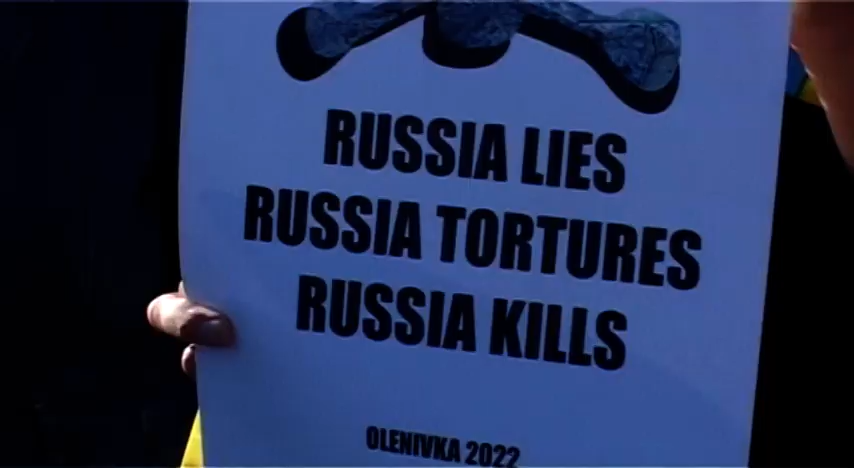 RUSSIA LIES
RUSSIA TORTURES
RUSSIA KILLS
OLENIVKA 2022